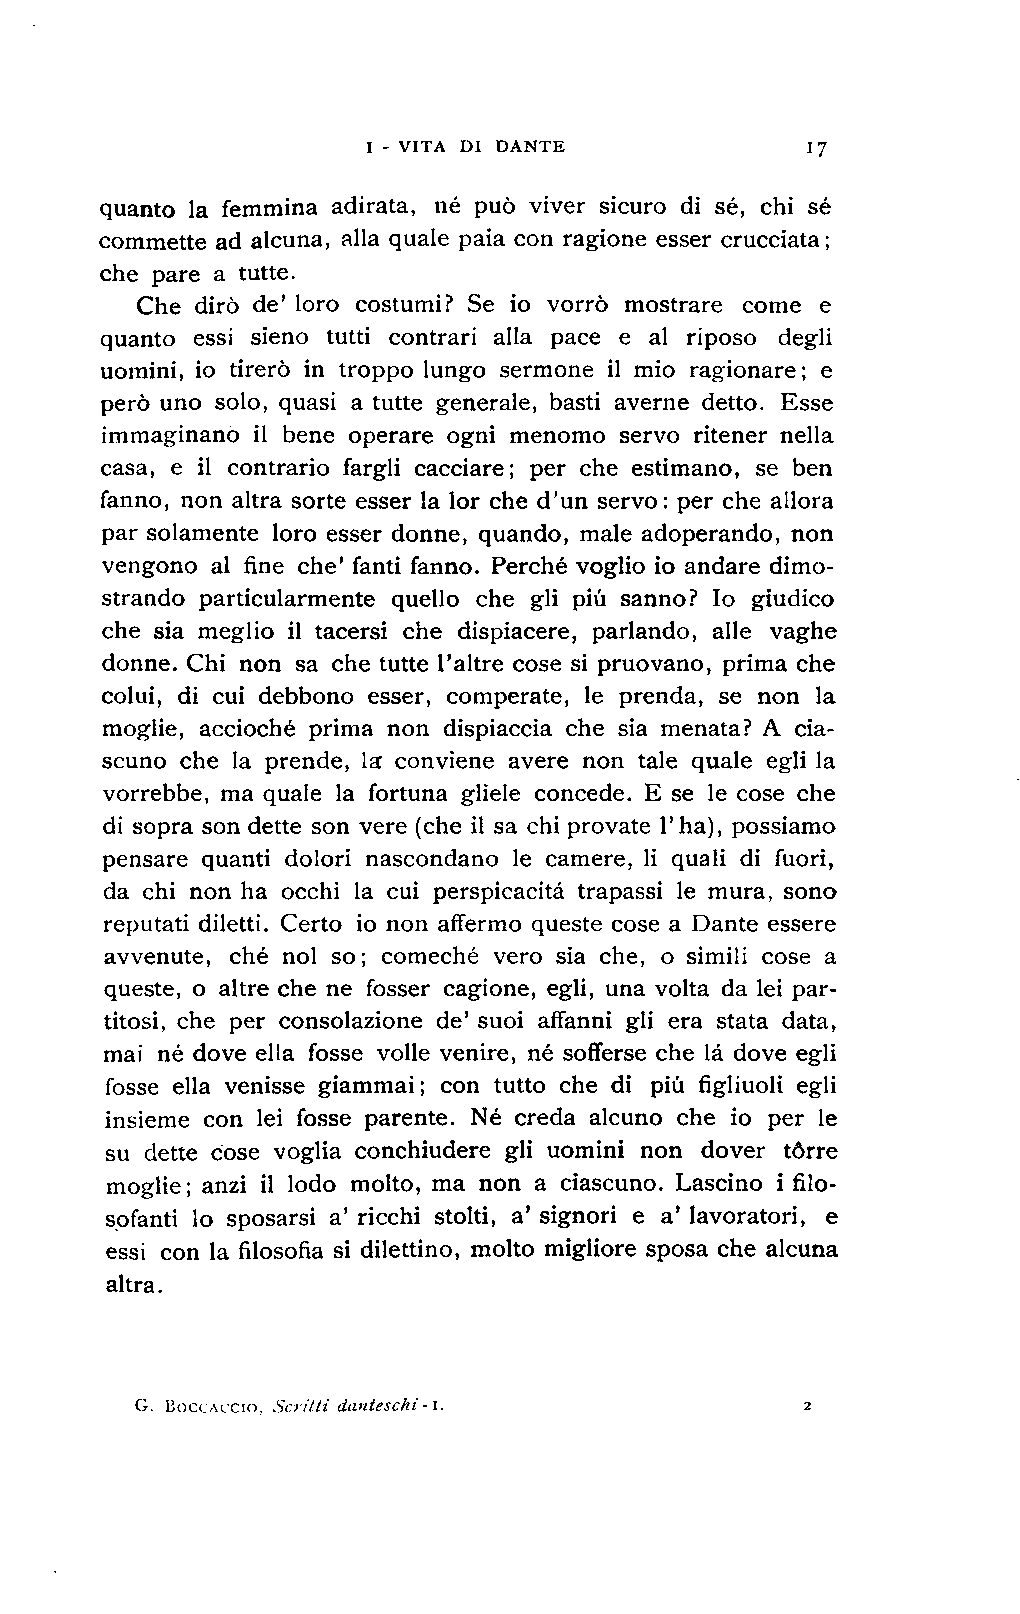 I - VITA DI DANTE 17
quanto la femmina adirata, né può viver sicuro di sé, chi sé
commette ad alcuna, alla quale paia con ragione esser crucciata;
che pare a tutte.
Che dirò de' loro costumi? Se io vorrò mostrare come e
quanto essi sieno tutti contrari alla pace e al riposo degli
uomini, io tirerò in troppo lungo sermone il mio ragionare; e
però uno solo, quasi a tutte generale, basti averne detto. Esse
immaginano il bene operare ogni menomo servo ritener nella
casa, e il contrario fargli cacciare; per che estimano, se ben
fanno, non altra sorte esser la lor che d'un servo: per che allora
par solamente loro esser donne, quando, male adoperando, non
vengono al fine che' fanti fanno. Perché voglio io andare dimo-
strando particularmente quello che gli piú sanno? Io giudico
che sia meglio il tacersi che dispiacere, parlando, alle vaghe
donne. Chi non sa che tutte l'altre cose si pruovano, prima che
colui, di cui debbono esser, comperate, le prenda, se non la
moglie, accioché prima non dispiaccia che sia menata? A cia-
scuno che la prende, la conviene avere non tale quale egli la
vorrebbe, ma quale la fortuna gliele concede. E se le cose che
di sopra son dette son vere (che il sa chi provate l'ha), possiamo
pensare quanti dolori nascondano le camere, li quali di fuori,
da chi non ha occhi la cui perspicacitá trapassi le mura, sono
reputati diletti. Certo io non affermo queste cose a Dante essere
avvenute, ché nol so; comeché vero sia che, o simili cose a
queste, o altre che ne fosser cagione, egli, una volta da lei par-
titosi, che per consolazione de' suoi affanni gli era stata data,
mai né dove ella fosse volle venire, né sofferse che lá dove egli
fosse ella venisse giammai; con tutto che di piú figliuoli egli
insieme con lei fosse parente. Né creda alcuno che io per le
su dette cose voglia conchiudere gli uomini non dover tôrre
moglie; anzi il lodo molto, ma non a ciascuno. Lascino i filo-
sofanti lo sposarsi a' ricchi stolti, a' signori e a' lavoratori, e
essi con la filosofia si dilettino, molto migliore sposa che alcuna
altra.
G. BOCCACCIO, Scritti danteschi - I. 2